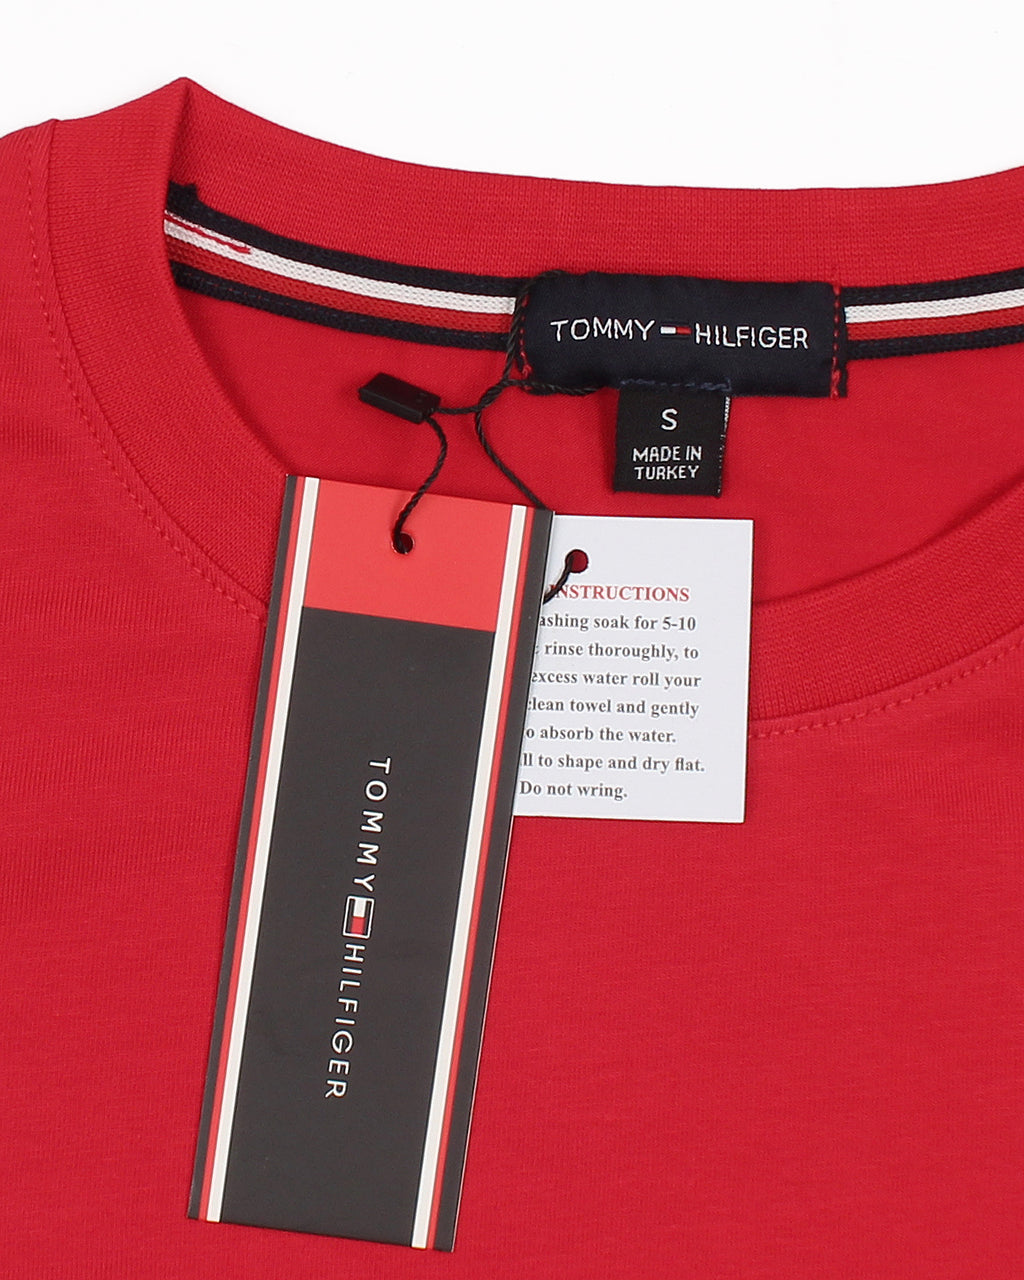 TOMMY HILFIGER
S
MADE IN
TURKEY
INSTRUCTIONS
ashing soak for 5-10
rinse thoroughly, to
excess water roll your
clean towel and gently
o absorb the water.
ll to shape and dry flat.
Do not wring.
TOMMY HILFIGER